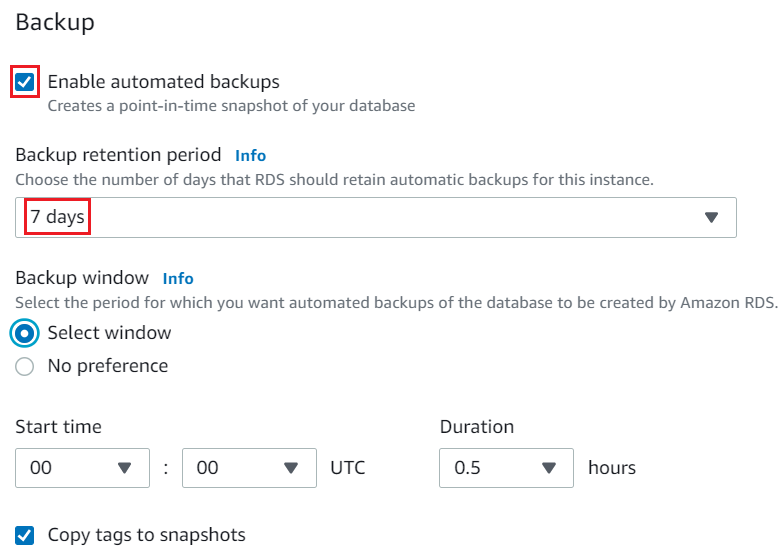 Backup
Enable automated backups
Creates a point-in-time snapshot of your database
Backup retention period Info
Choose the number of days that RDS should retain automatic backups for this instance.
7 days
Backup window Info
Select the period for which you want automated backups of the database to be created by Amazon RDS.
Select window
No preference
Start time Duration
00 : 00 UTC 0.5 hours
Copy tags to snapshots